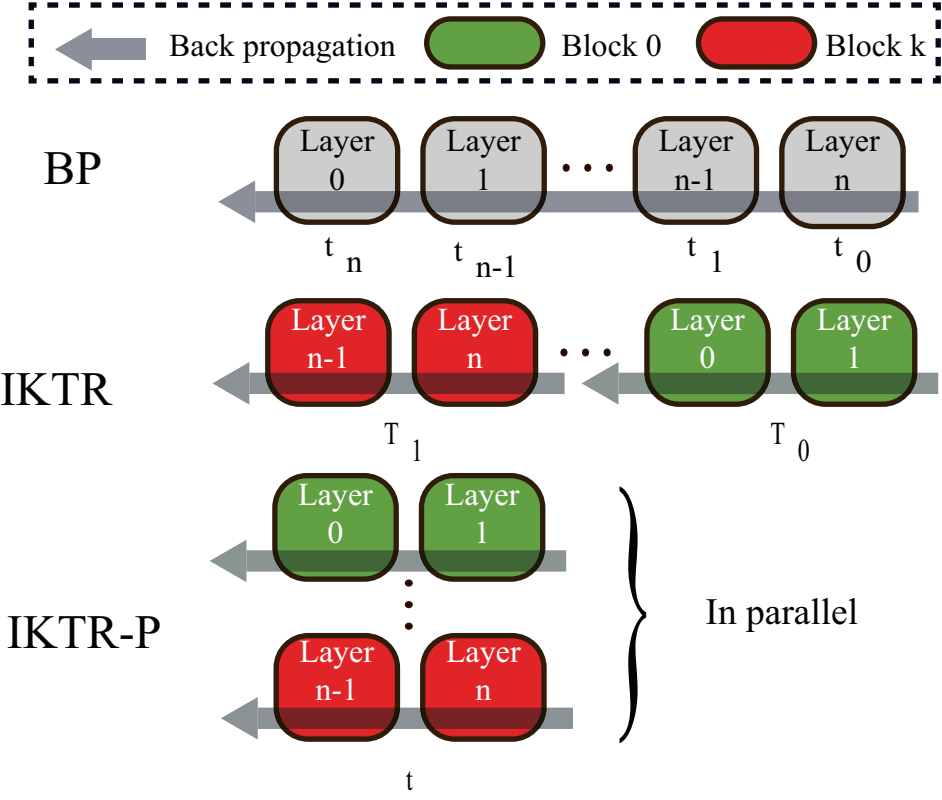 Back propagation Block 0 Block k
BP
Layer 0 Layer 1 ... Layer n-1 Layer n
t n t n-1 t 1 t 0
IKTR
Layer n-1 Layer n ... Layer 0 Layer 1
T 1 T 0
IKTR-P
Layer 0 Layer 1
In parallel
Layer n-1 Layer n
t